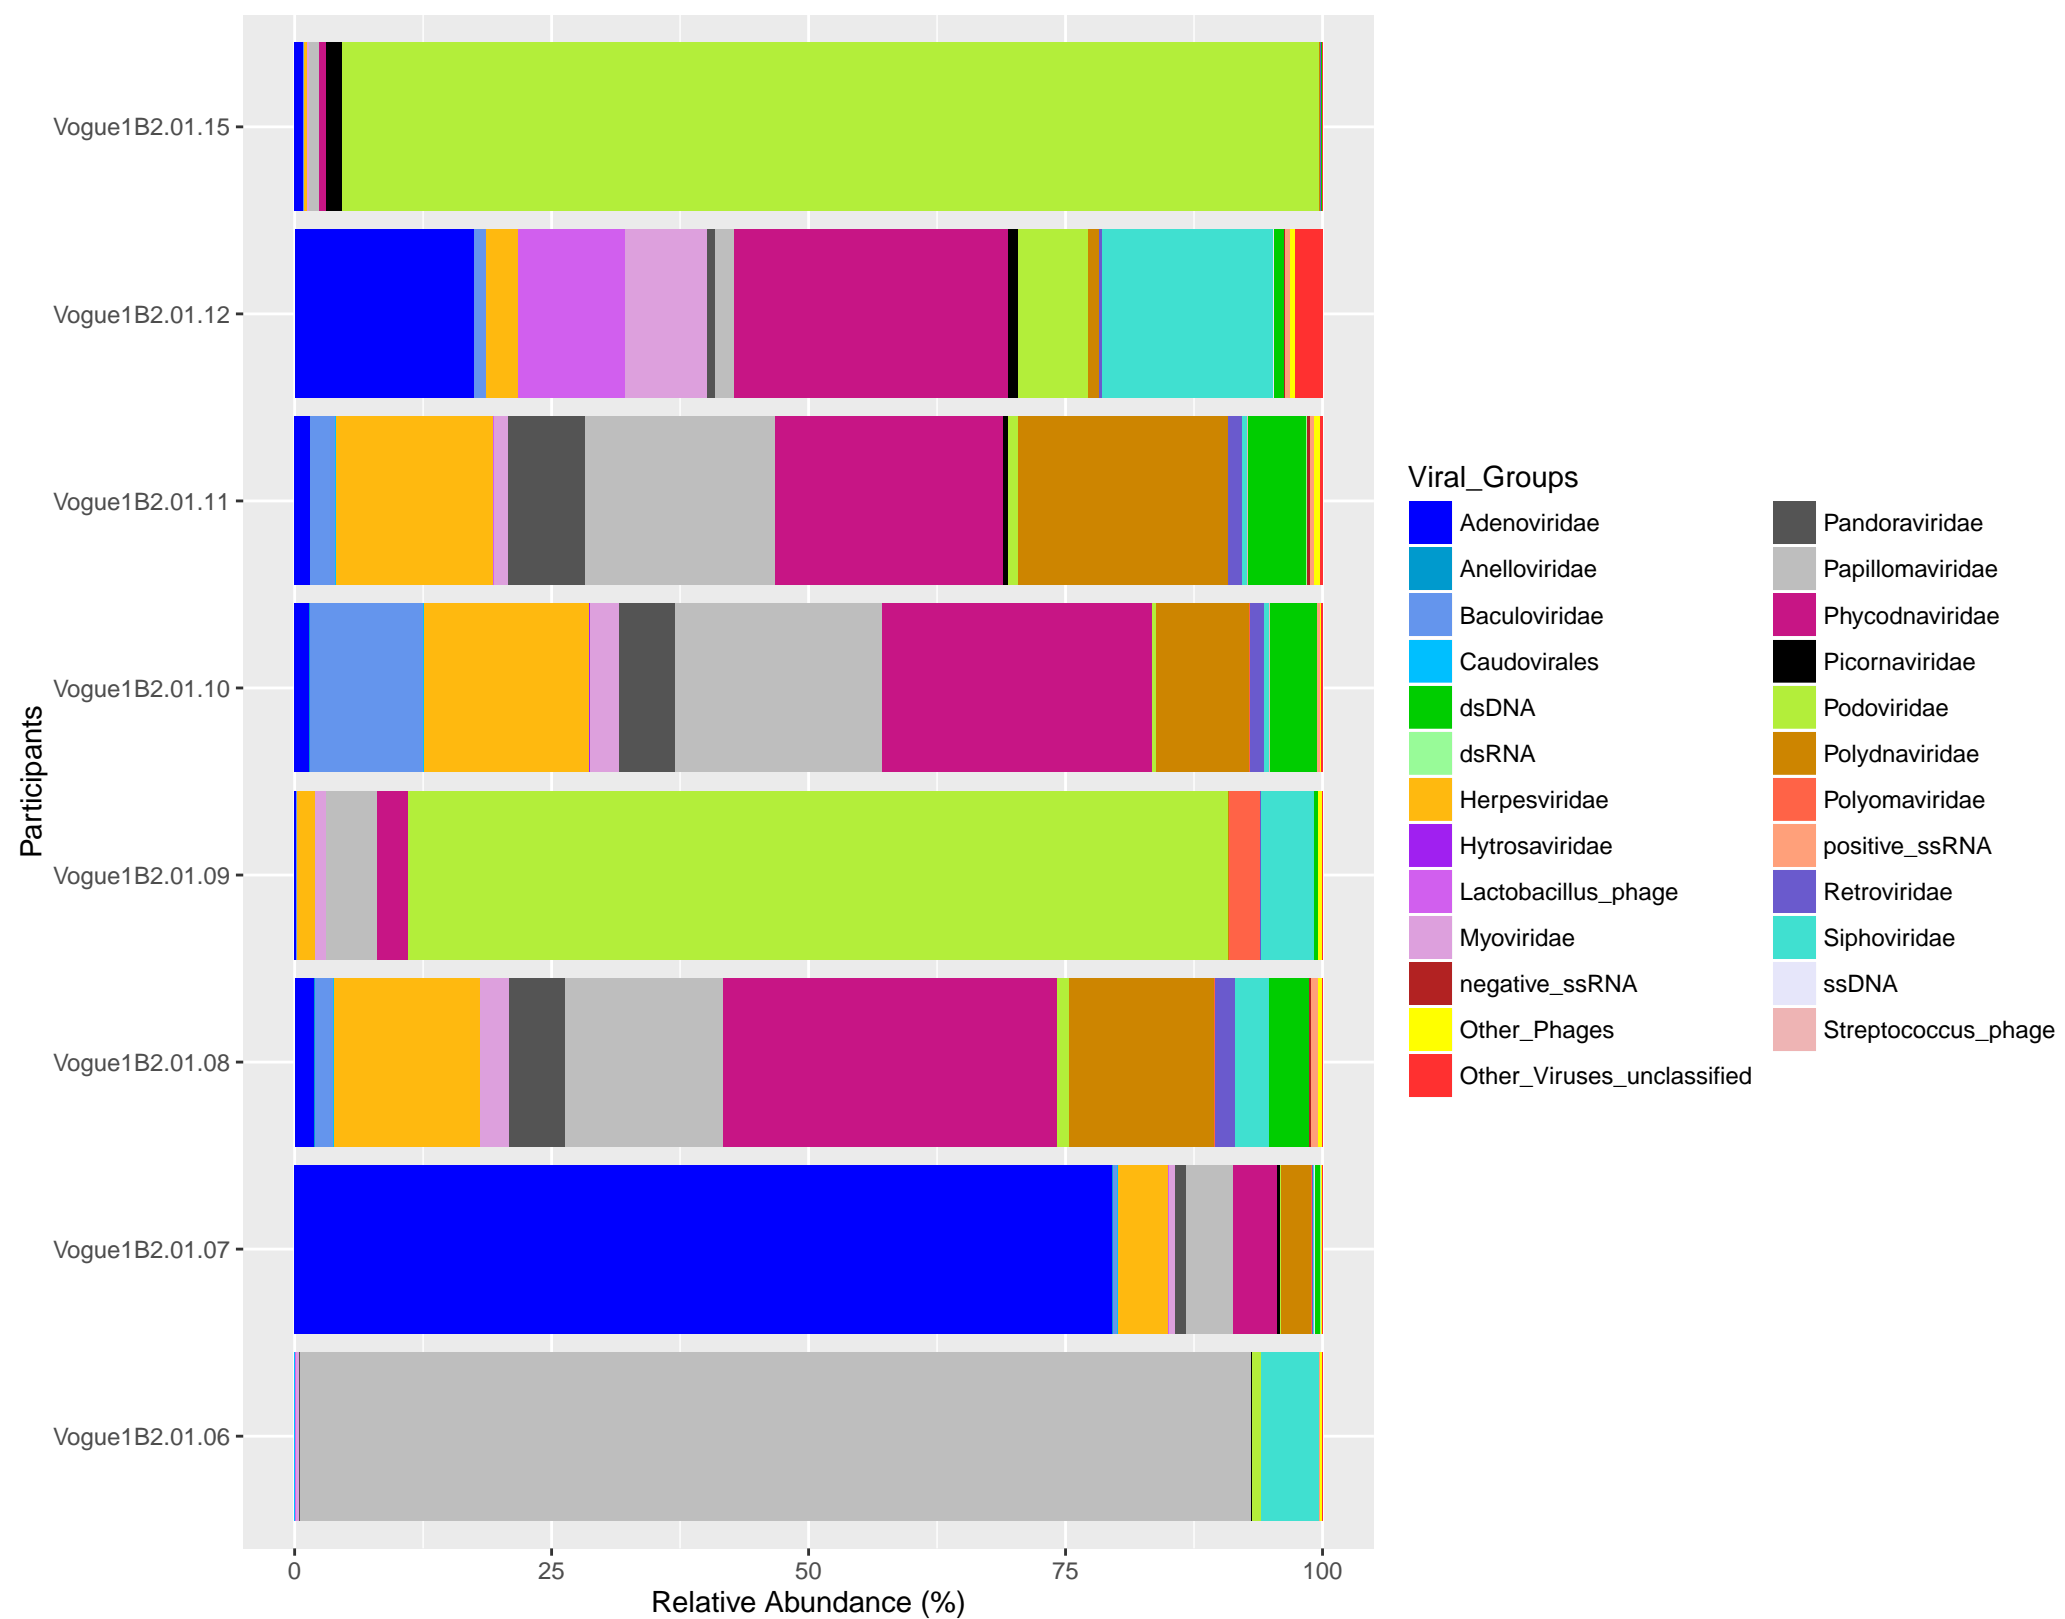 Vogue1B2.01.15
Vogue1B2.01.12
Vogue1B2.01.11
Vogue1B2.01.10
Vogue1B2.01.09
Vogue1B2.01.08
Vogue1B2.01.07
Vogue1B2.01.06
Participants
0 25 50 75 100
Relative Abundance (%)
Viral_Groups
Adenoviridae
Anelloviridae
Baculoviridae
Caudovirales
dsDNA
dsRNA
Herpesviridae
Hytrosaviridae
Lactobacillus_phage
Myoviridae
negative_ssRNA
Other_Phages
Other_Viruses_unclassified
Pandoraviridae
Papillomaviridae
Phycodnaviridae
Picornaviridae
Podoviridae
Polydnaviridae
Polyomaviridae
positive_ssRNA
Retroviridae
Siphoviridae
ssDNA
Streptococcus_phage